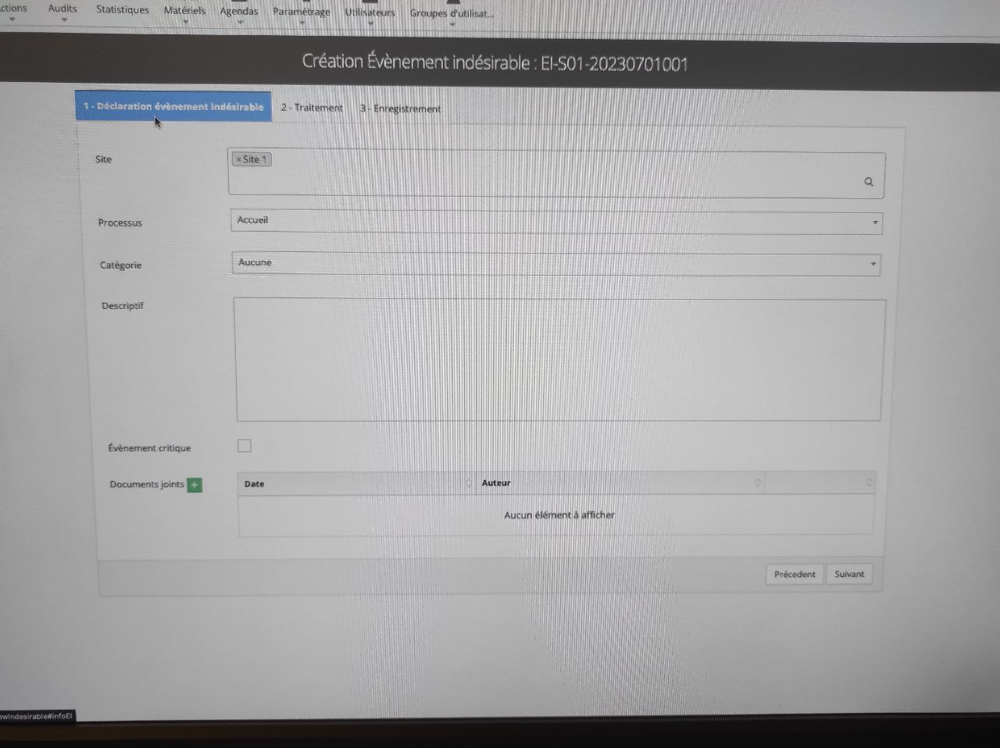 Audits Statistiques Matériels Agendas Paramétrage Utilisateurs Groupes d'utilisat...
Création Évènement indésirable : EI-S01-20230701001
1 - Déclaration évènement indésirable 2 - Traitement 3 - Enregistrement
Site × Site 1
Processus Accueil
Catégorie Aucune
Descriptif
Évènement critique
Documents joints + Date Auteur
Aucun élément à afficher
Précedent Suivant
ewIndesirable#infoEI